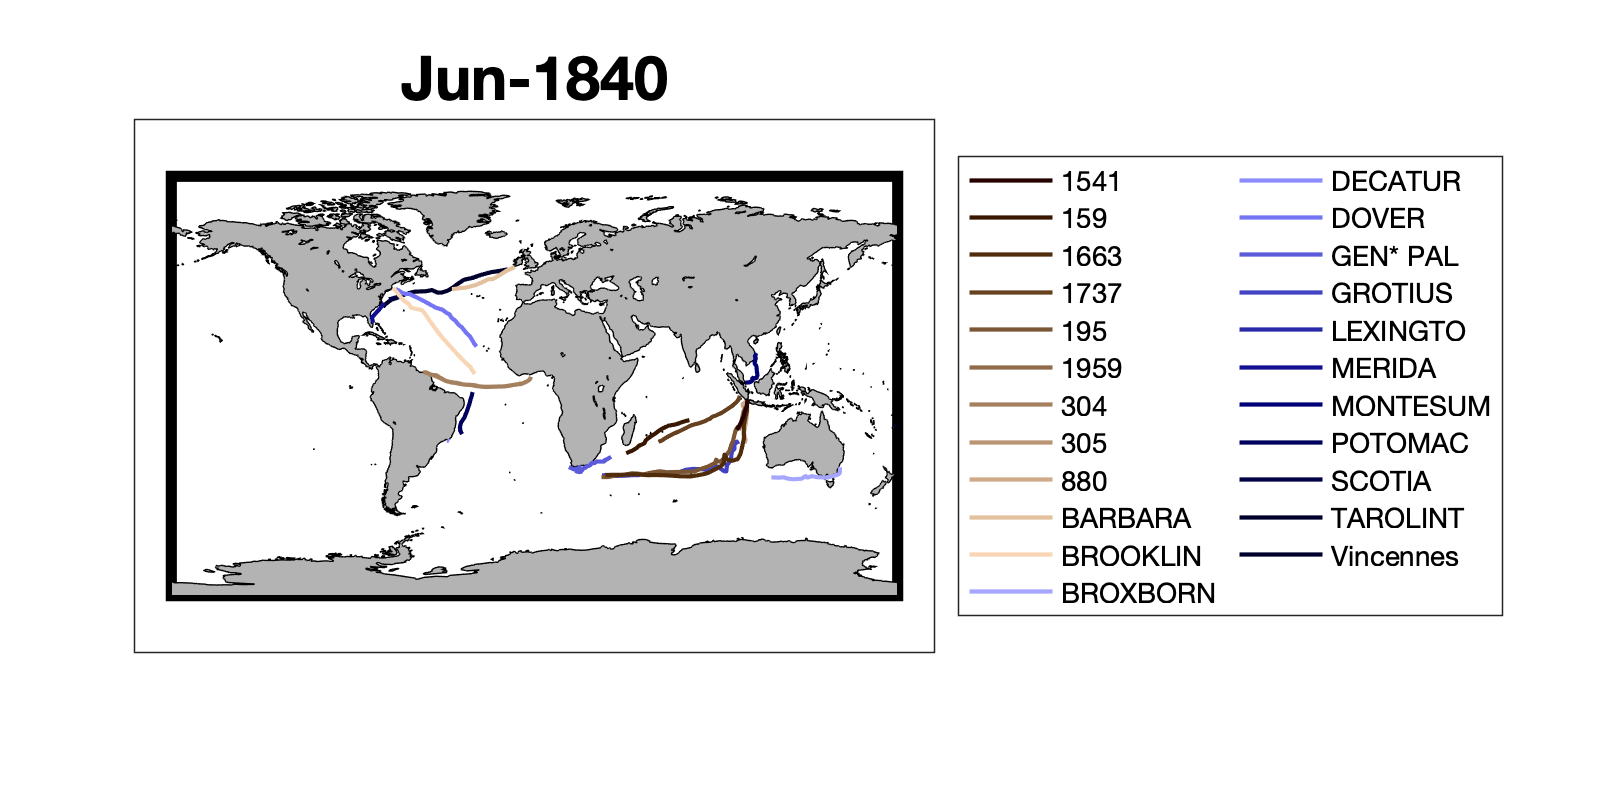 Jun-1840
1541
159
1663
1737
195
1959
304
305
880
BARBARA
BROOKLIN
BROXBORN
DECATUR
DOVER
GEN* PAL
GROTIUS
LEXINGTO
MERIDA
MONTESUM
POTOMAC
SCOTIA
TAROLINT
Vincennes